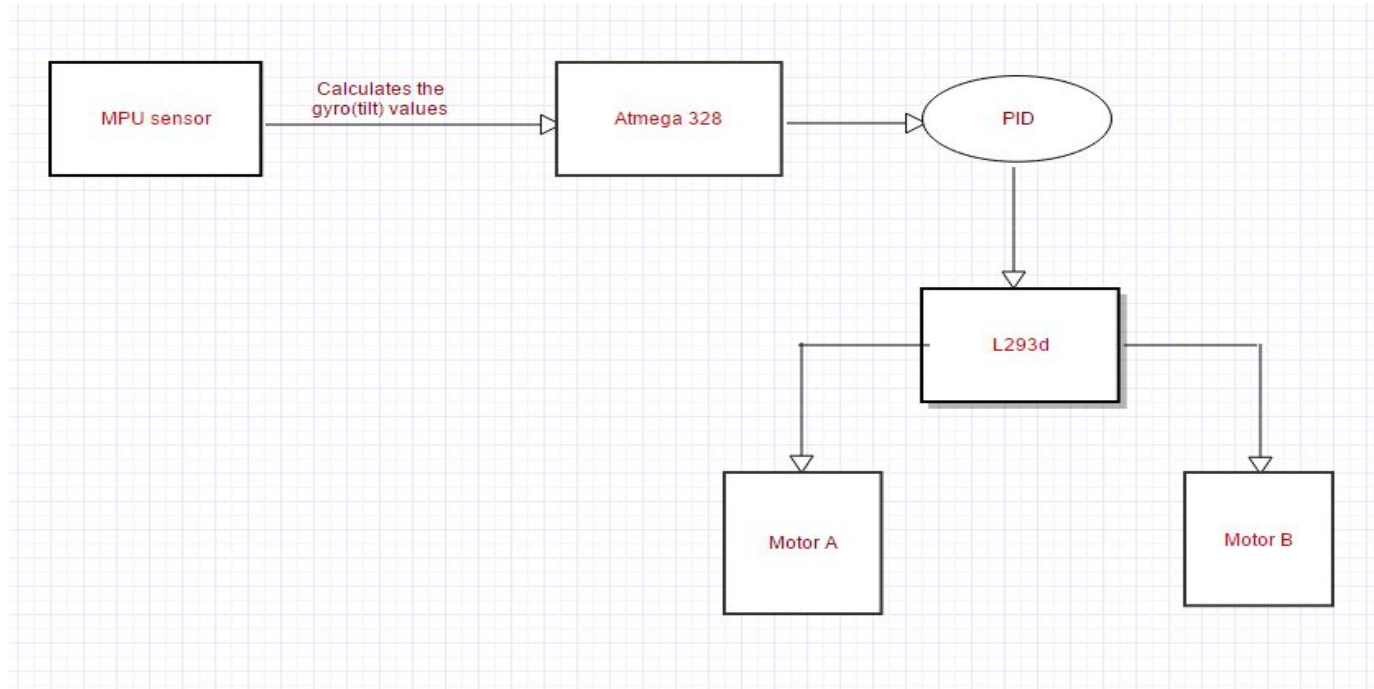 MPU sensor
Calculates the
gyro(tilt) values
Atmega 328
PID
L293d
Motor A
Motor B